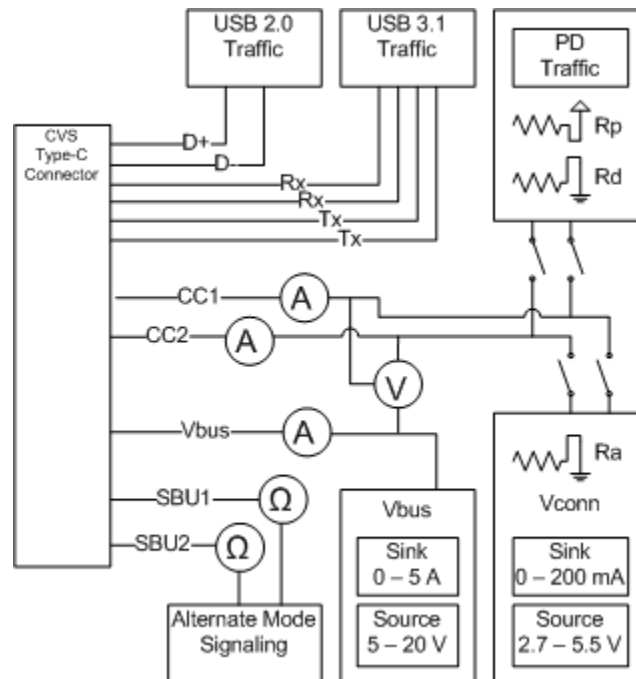 USB 2.0
Traffic
USB 3.1
Traffic
PD
Traffic
Rp
Rd
CVS
Type-C
Connector
D+
D-
Rx
Rx
Tx
Tx
CC1
A
CC2
A
V
Vbus
A
SBU1
Ω
SBU2
Ω
Alternate Mode
Signaling
Vbus
Sink
0 – 5 A
Source
5 – 20 V
Ra
Vconn
Sink
0 – 200 mA
Source
2.7 – 5.5 V